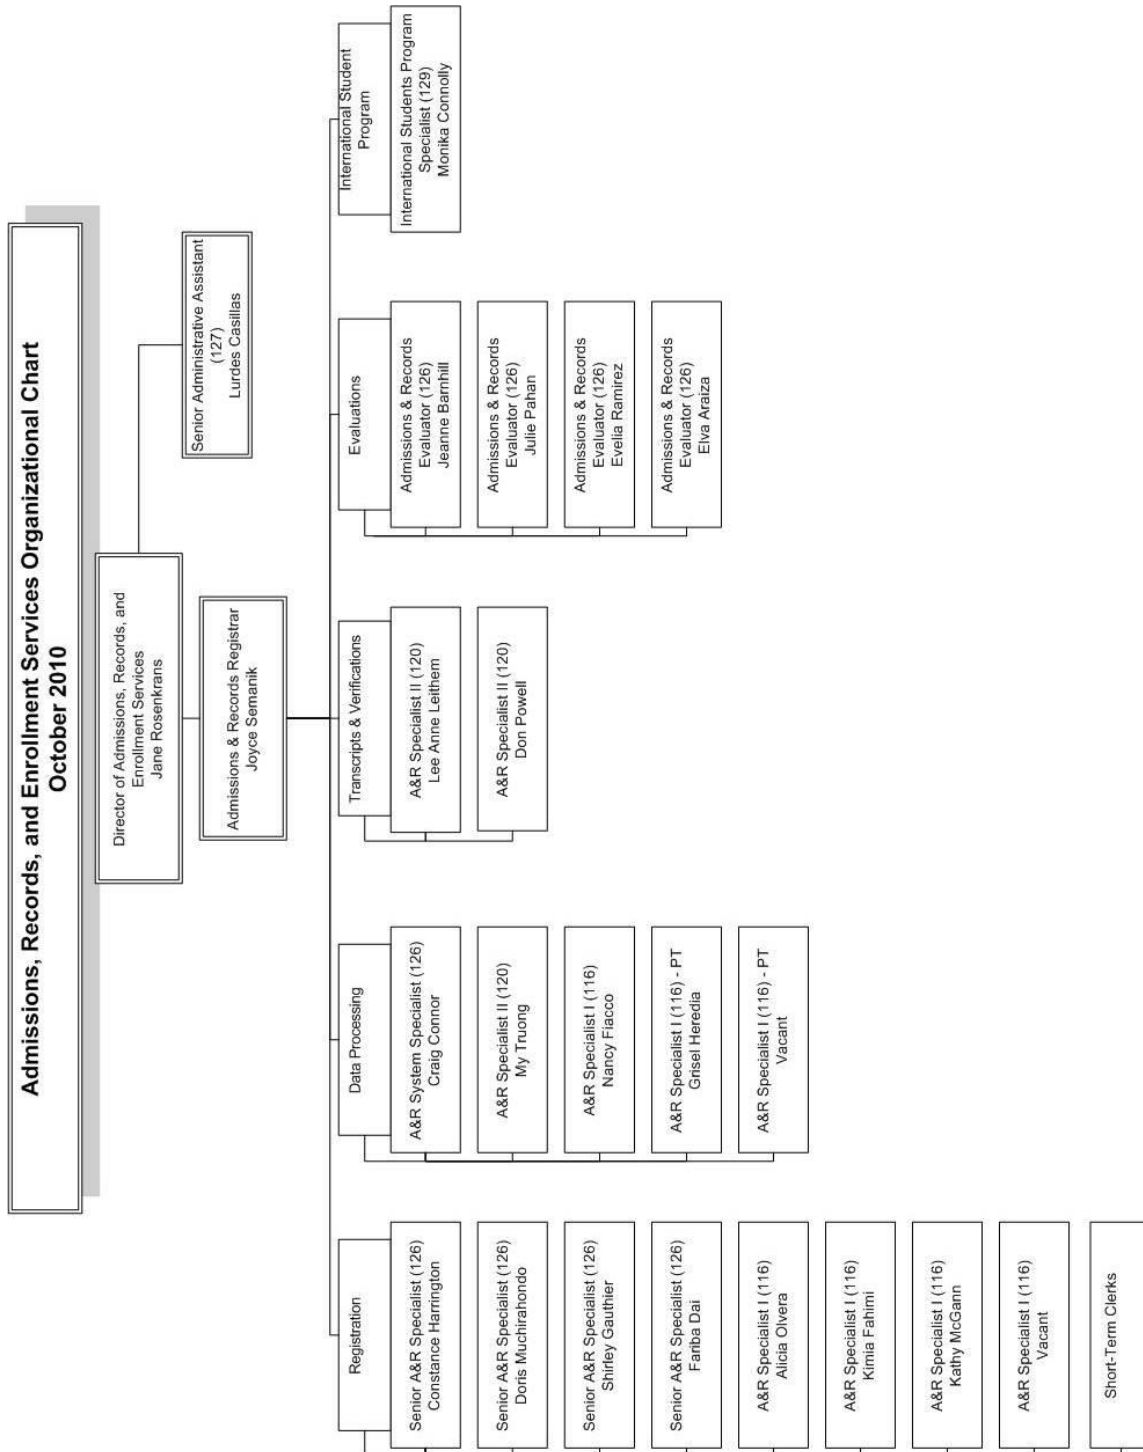 Admissions, Records, and Enrollment Services Organizational Chart
October 2010
Director of Admissions, Records, and
Enrollment Services
Jane Rosenkrans
Senior Administrative Assistant
(127)
Lurdes Casillas
Admissions & Records Registrar
Joyce Semanik
Registration
Senior A&R Specialist (126)
Constance Harrington
Senior A&R Specialist (126)
Doris Muchirahondo
Senior A&R Specialist (126)
Shirley Gauthier
Senior A&R Specialist (126)
Fariba Dai
A&R Specialist I (116)
Alicia Olvera
A&R Specialist I (116)
Kimia Fahimi
A&R Specialist I (116)
Kathy McGann
A&R Specialist I (116)
Vacant
Short-Term Clerks
Data Processing
A&R System Specialist (126)
Craig Connor
A&R Specialist II (120)
My Truong
A&R Specialist I (116)
Nancy Fiacco
A&R Specialist I (116) - PT
Grisel Heredia
A&R Specialist I (116) - PT
Vacant
Transcripts & Verifications
A&R Specialist II (120)
Lee Anne Leithem
A&R Specialist II (120)
Don Powell
Evaluations
Admissions & Records
Evaluator (126)
Jeanne Barnhill
Admissions & Records
Evaluator (126)
Julie Pahan
Admissions & Records
Evaluator (126)
Evelia Ramirez
Admissions & Records
Evaluator (126)
Elva Araiza
International Student
Program
International Students Program
Specialist (129)
Monika Connolly